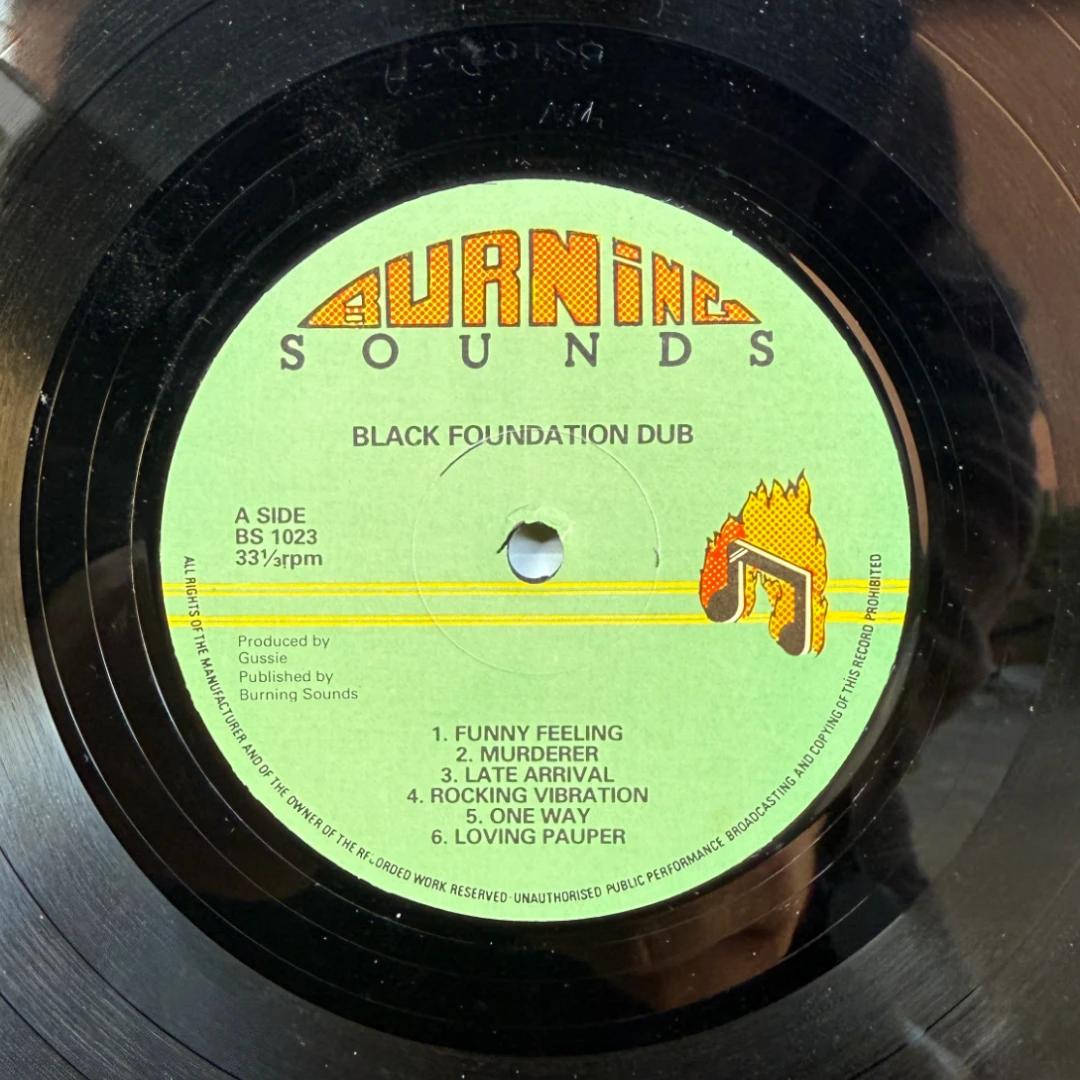 BURNiNG
SOUNDS
BLACK FOUNDATION DUB
A SIDE
BS 1023
33⅓rpm
Produced by
Gussie
Published by
Burning Sounds
1. FUNNY FEELING
2. MURDERER
3. LATE ARRIVAL
4. ROCKING VIBRATION
5. ONE WAY
6. LOVING PAUPER
ALL RIGHTS OF THE MANUFACTURER AND OF THE OWNER OF THE RECORDED WORK RESERVED · UNAUTHORISED PUBLIC PERFORMANCE BROADCASTING AND COPYING OF THIS RECORD PROHIBITED